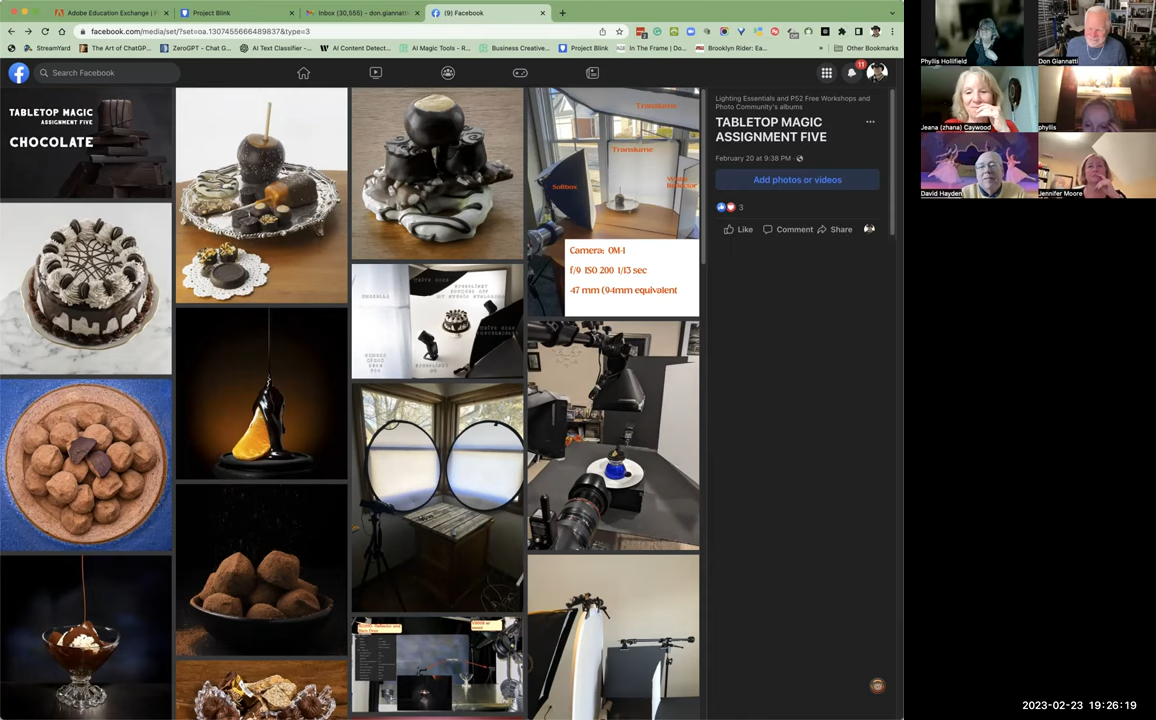 Adobe Education Exchange | F
Project Blink
Inbox (30,555) - don.giannatti
(9) Facebook
facebook.com/media/set/?set=oa.1307455666489837&type=3
StreamYard
The Art of ChatGP...
ZeroGPT - Chat G...
AI Text Classifier -...
AI Content Detect...
AI Magic Tools - R...
Business Creative...
Project Blink
In The Frame | Do...
Brooklyn Rider: Ea...
»
Other Bookmarks
Search Facebook
11
TABLETOP MAGIC
ASSIGNMENT FIVE
CHOCOLATE
Translume
Translume
Softbox
White
Reflector
Camera: OM-1
f/9 ISO 200 1/13 sec
47 mm (94mm equivalent
Lighting Essentials and P52 Free Workshops and
Photo Community's albums
TABLETOP MAGIC
ASSIGNMENT FIVE
February 20 at 9:38 PM ·
Add photos or videos
3
Like
Comment
Share
Phyllis Hollifield
Don Giannatti
Jeana (zhana) Caywood
phyllis
David Hayden
Jennifer Moore
2023-02-23 19:26:19